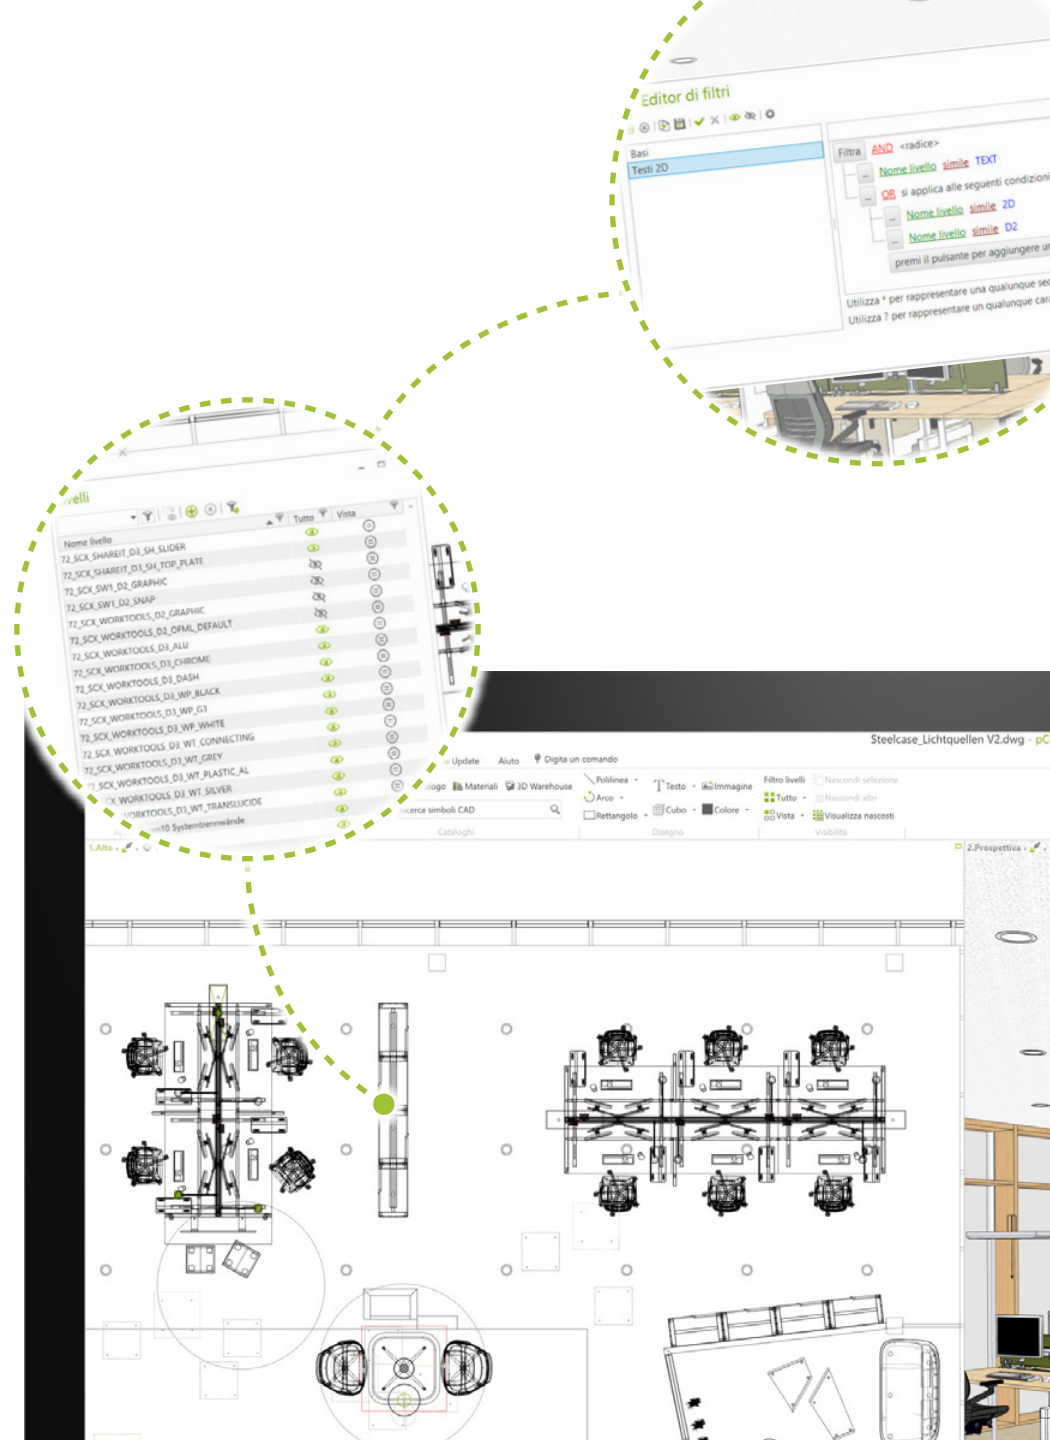 Editor di filtri
Basi
Testi 2D
Filtra AND <radice>
... Nome livello simile TEXT
... OR si applica alle seguenti condizioni
... Nome livello simile 2D
... Nome livello simile D2
premi il pulsante per aggiungere
Utilizza * per rappresentare una qualunque
Utilizza ? per rappresentare un qualunque
Nome livello Tutto Vista
72_SCX_SHAREIT_D3_SH_SLIDER
72_SCX_SHAREIT_D3_SH_TOP_PLATE
72_SCX_SW1_D2_GRAPHIC
72_SCX_SW1_D2_SNAP
72_SCX_WORKTOOLS_D2_GRAPHIC
72_SCX_WORKTOOLS_D2_OFML_DEFAULT
72_SCX_WORKTOOLS_D3_ALU
72_SCX_WORKTOOLS_D3_CHROME
72_SCX_WORKTOOLS_D3_DASH
72_SCX_WORKTOOLS_D3_WP_BLACK
72_SCX_WORKTOOLS_D3_WP_G3
72_SCX_WORKTOOLS_D3_WP_WHITE
72_SCX_WORKTOOLS_D3_WT_CONNECTING
72_SCX_WORKTOOLS_D3_WT_GREY
72_SCX_WORKTOOLS_D3_WT_PLASTIC_AL
WORKTOOLS_D3_WT_SILVER
WORKTOOLS_D3_WT_TRANSLUCIDE
Systemtrennwände
Steelcase_Lichtquellen V2.dwg - pC
Update Aiuto Digita un comando
Materiali 3D Warehouse
Polilinea Testo Immagine
Filtro livelli Nascondi selezione
cerca simboli CAD
Arco
Tutto Nascondi altri
Rettangolo Cubo Colore
Vista Visualizza nascosti
Cataloghi Disegno Visibilità
1.Alto
2.Prospettiva